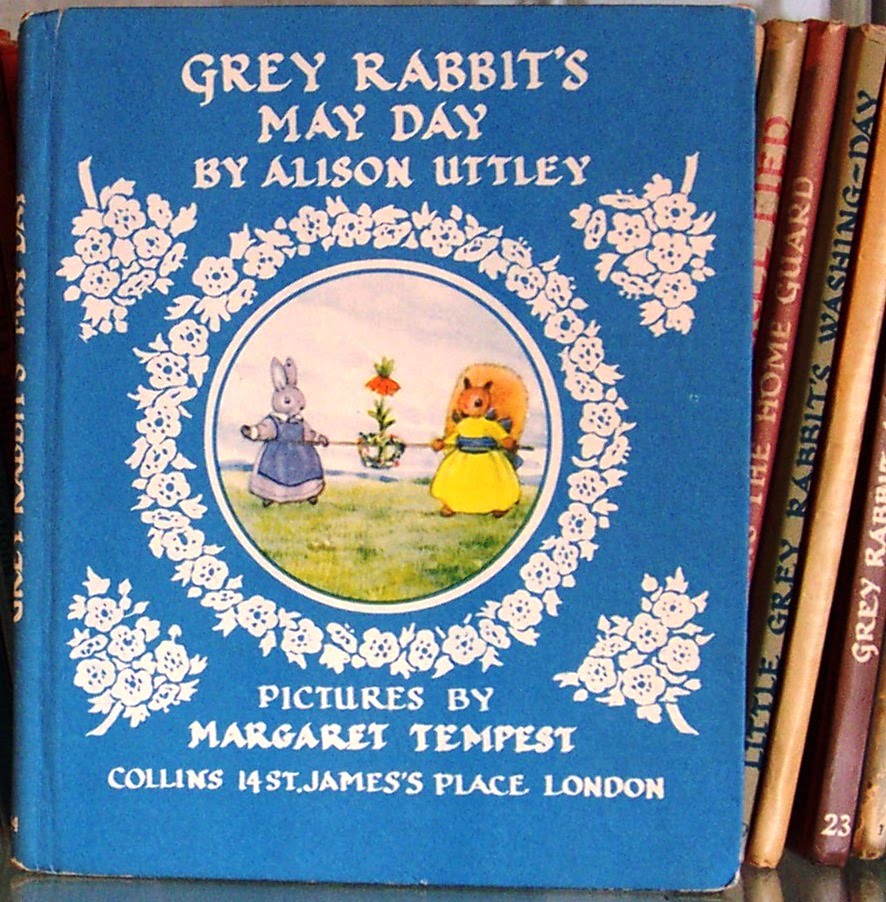 GREY RABBIT'S
MAY DAY
BY ALISON UTTLEY
PICTURES BY
MARGARET TEMPEST
COLLINS 14 ST. JAMES'S PLACE LONDON
GREY RABBIT'S MAY DAY
THE HOME GUARD
LITTLE GREY RABBIT'S WASHING-DAY
GREY RABBIT
23